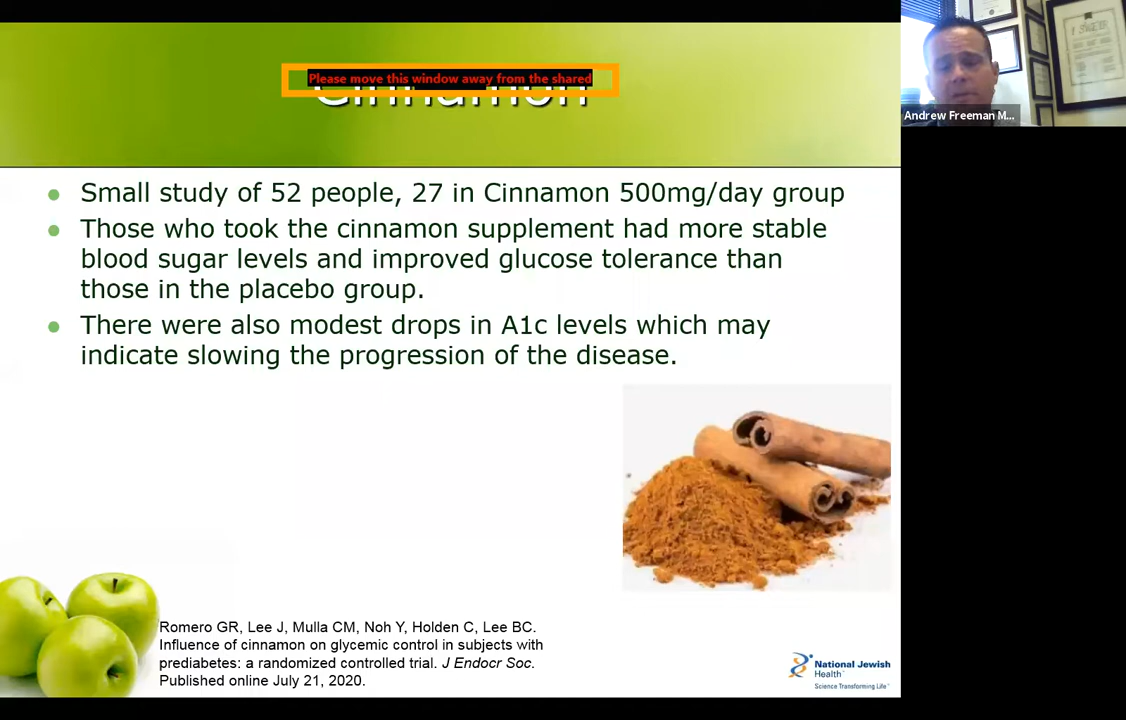 Please move this window away from the shared
Cinnamon
Andrew Freeman M...
Small study of 52 people, 27 in Cinnamon 500mg/day group
Those who took the cinnamon supplement had more stable
blood sugar levels and improved glucose tolerance than
those in the placebo group.
There were also modest drops in A1c levels which may
indicate slowing the progression of the disease.
Romero GR, Lee J, Mulla CM, Noh Y, Holden C, Lee BC.
Influence of cinnamon on glycemic control in subjects with
prediabetes: a randomized controlled trial. J Endocr Soc.
Published online July 21, 2020.
National Jewish
Health
Science Transforming Life